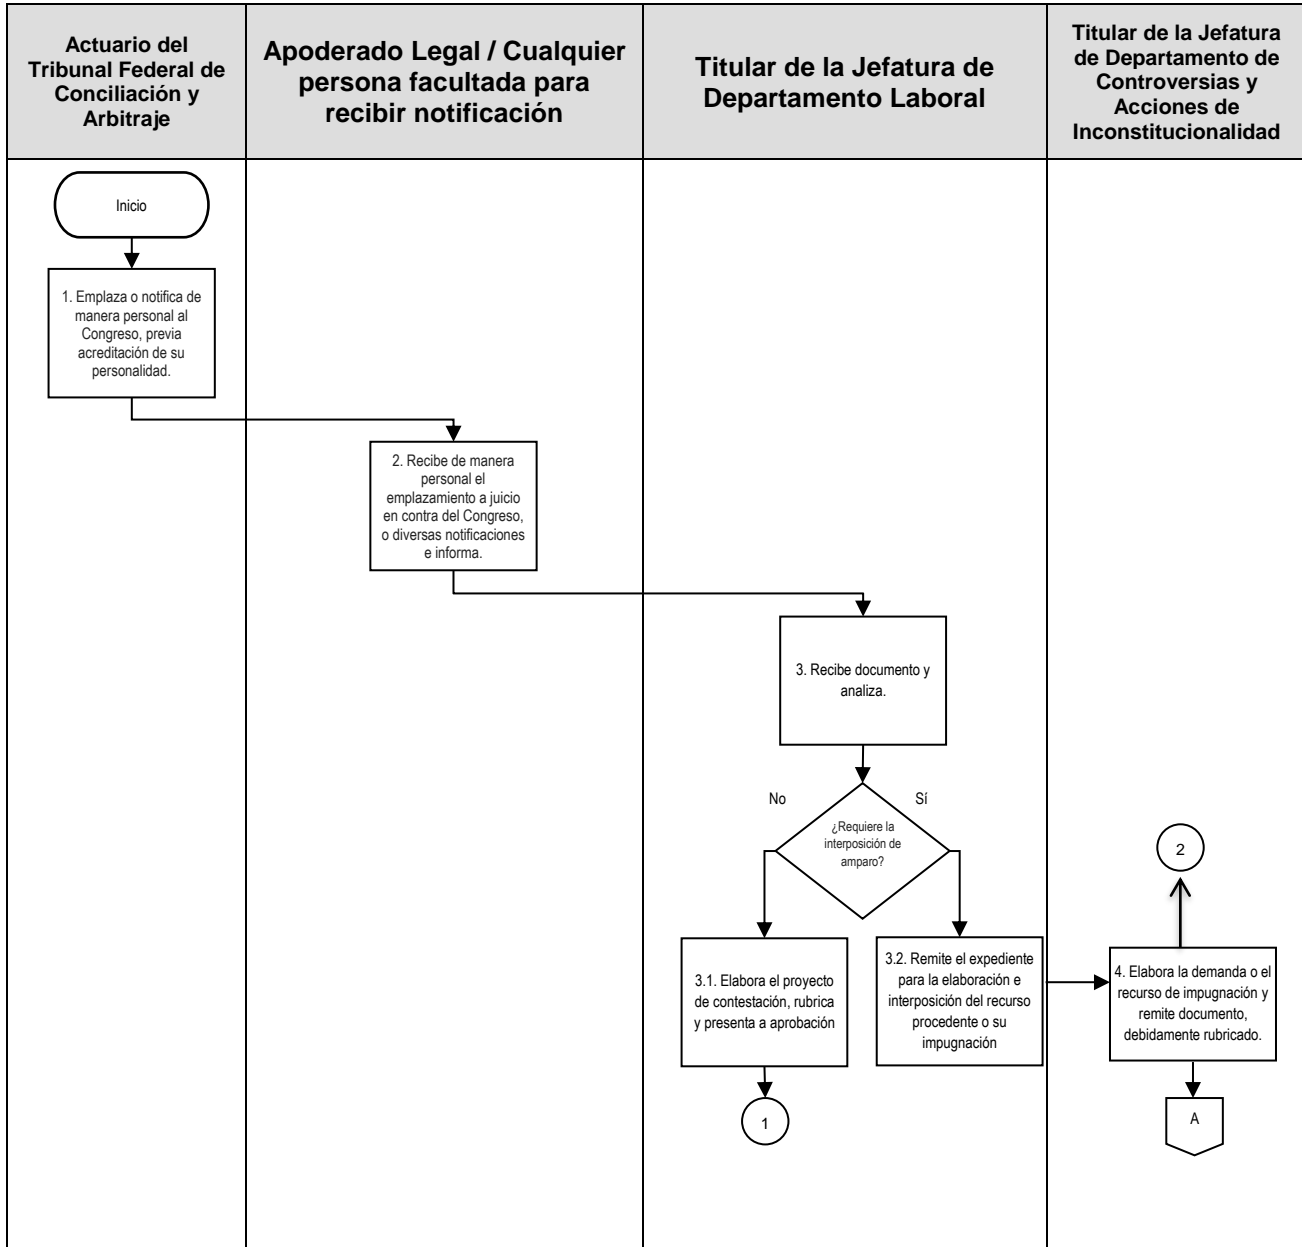 Actuario del
Tribunal Federal de
Conciliación y
Arbitraje
Apoderado Legal / Cualquier
persona facultada para
recibir notificación
Titular de la Jefatura de
Departamento Laboral
Titular de la Jefatura
de Departamento de
Controversias y
Acciones de
Inconstitucionalidad
Inicio
1. Emplaza o notifica de
manera personal al
Congreso, previa
acreditación de su
personalidad.
2. Recibe de manera
personal el
emplazamiento a juicio
en contra del Congreso,
o diversas notificaciones
e informa.
3. Recibe documento y
analiza.
No
Sí
¿Requiere la
interposición de
amparo?
3.1. Elabora el proyecto
de contestación, rubrica
y presenta a aprobación
1
3.2. Remite el expediente
para la elaboración e
interposición del recurso
procedente o su
impugnación
2
4. Elabora la demanda o el
recurso de impugnación y
remite documento,
debidamente rubricado.
A